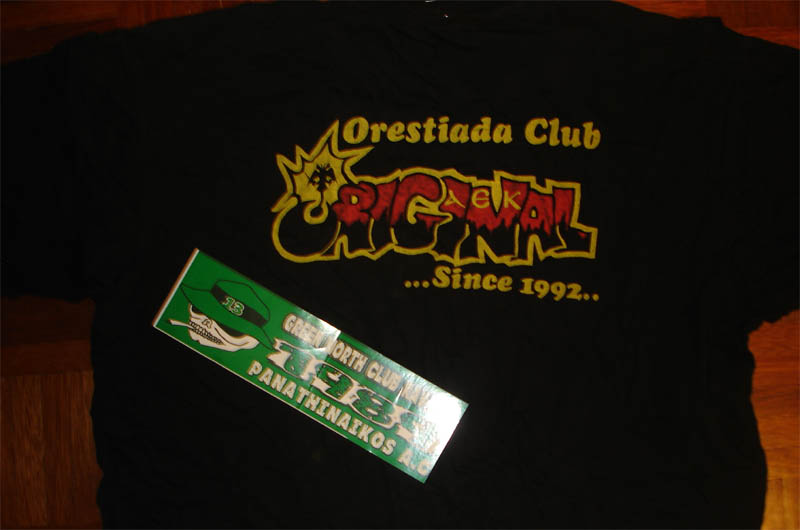 Orestiada Club
ORIGINAL
ΑΕΚ
...Since 1992..
13
GREEN NORTH CLUB
PANATHINAIKOS A.O